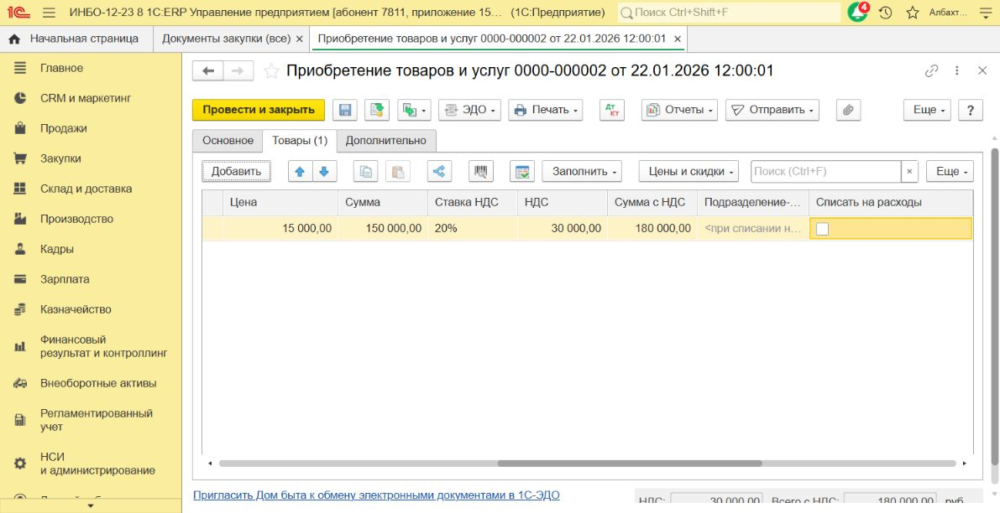 1С ИНБО-12-23 8 1С:ERP Управление предприятием [абонент 7811, приложение 15... (1С:Предприятие) Поиск Ctrl+Shift+F 4 Албахт...
Начальная страница Документы закупки (все) × Приобретение товаров и услуг 0000-000002 от 22.01.2026 12:00:01 ×
Главное
CRM и маркетинг
Продажи
Закупки
Склад и доставка
Производство
Кадры
Зарплата
Казначейство
Финансовый
результат и контроллинг
Внеоборотные активы
Регламентированный
учет
НСИ
и администрирование
Приобретение товаров и услуг 0000-000002 от 22.01.2026 12:00:01
Провести и закрыть ЭДО Печать Дт Кт Отчеты Отправить Еще ?
Основное Товары (1) Дополнительно
Добавить Заполнить Цены и скидки Поиск (Ctrl+F) × Еще
Цена Сумма Ставка НДС НДС Сумма с НДС Подразделение-... Списать на расходы
15 000,00 150 000,00 20% 30 000,00 180 000,00 <при списании н...
Пригласить Дом быта к обмену электронными документами в 1С-ЭДО
НДС: 30 000,00 Всего с НДС: 180 000,00 руб